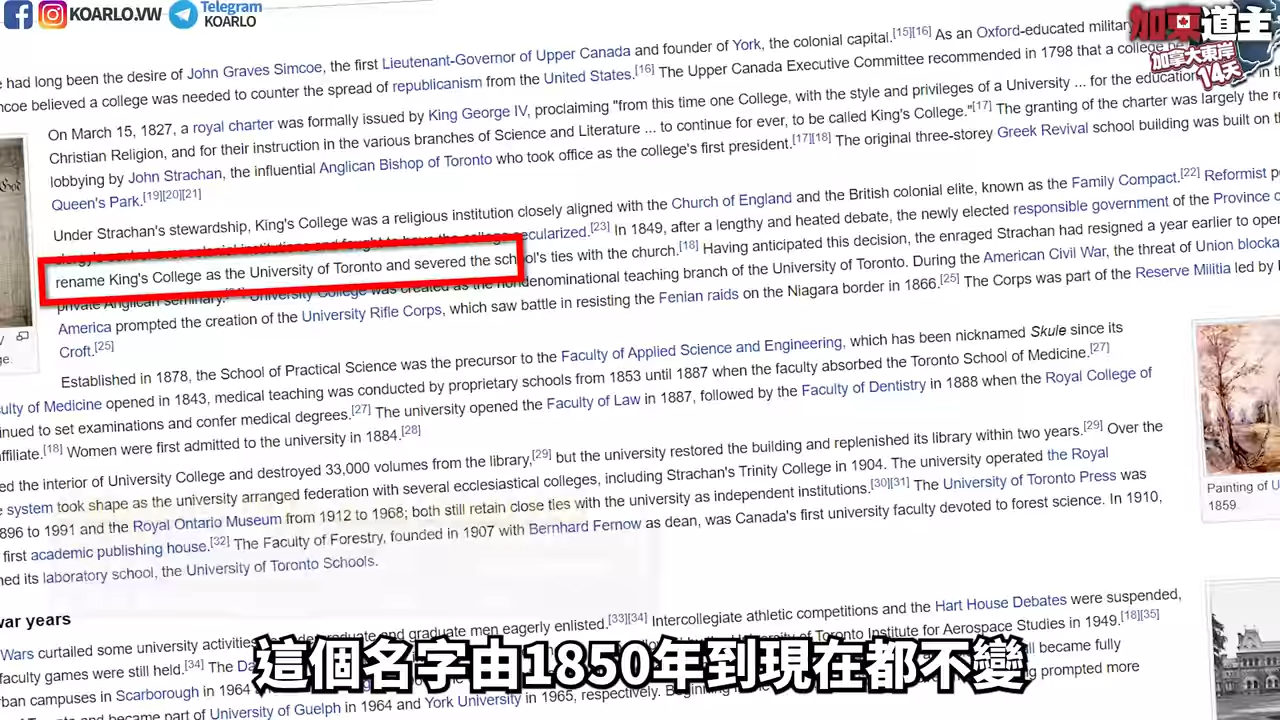 KOARLO.VW
Telegram
KOARLO
加東道主
加拿大東岸
14天
had long been the desire of John Graves Simcoe, the first Lieutenant-Governor of Upper Canada and founder of York, the colonial capital.[15][16] As an Oxford-educated military
ncoe believed a college was needed to counter the spread of republicanism from the United States.[16] The Upper Canada Executive Committee recommended in 1798 that a college
On March 15, 1827, a royal charter was formally issued by King George IV, proclaiming "from this time one College, with the style and privileges of a University ... for the education
Christian Religion, and for their instruction in the various branches of Science and Literature ... to continue for ever, to be called King's College."[17] The granting of the charter was largely the re
lobbying by John Strachan, the influential Anglican Bishop of Toronto who took office as the college's first president.[17][18] The original three-storey Greek Revival school building was built on th
Queen's Park.[19][20][21]
Under Strachan's stewardship, King's College was a religious institution closely aligned with the Church of England and the British colonial elite, known as the Family Compact.[22] Reformist p
secularized.[23] In 1849, after a lengthy and heated debate, the newly elected responsible government of the Province o
rename King's College as the University of Toronto and severed the school's ties with the church.[18] Having anticipated this decision, the enraged Strachan had resigned a year earlier to open
private Anglican seminary. University College was created as the nondenominational teaching branch of the University of Toronto. During the American Civil War, the threat of Union blocka
America prompted the creation of the University Rifle Corps, which saw battle in resisting the Fenian raids on the Niagara border in 1866.[25] The Corps was part of the Reserve Militia led by
Croft.[25]
Established in 1878, the School of Practical Science was the precursor to the Faculty of Applied Science and Engineering, which has been nicknamed Skule since its
ulty of Medicine opened in 1843, medical teaching was conducted by proprietary schools from 1853 until 1887 when the faculty absorbed the Toronto School of Medicine.[27]
inued to set examinations and confer medical degrees.[27] The university opened the Faculty of Law in 1887, followed by the Faculty of Dentistry in 1888 when the Royal College of
affiliate.[18] Women were first admitted to the university in 1884.[28]
ed the interior of University College and destroyed 33,000 volumes from the library,[29] but the university restored the building and replenished its library within two years.[29] Over the
e system took shape as the university arranged federation with several ecclesiastical colleges, including Strachan's Trinity College in 1904. The university operated the Royal
896 to 1991 and the Royal Ontario Museum from 1912 to 1968; both still retain close ties with the university as independent institutions.[30][31] The University of Toronto Press was
first academic publishing house.[32] The Faculty of Forestry, founded in 1907 with Bernhard Fernow as dean, was Canada's first university faculty devoted to forest science. In 1910,
ned its laboratory school, the University of Toronto Schools.
Painting of U
1859.
war years
Wars curtailed some university activities graduate and graduate men eagerly enlisted.[33][34] Intercollegiate athletic competitions and the Hart House Debates were suspended,
faculty games were still held.[34] The University of Toronto Institute for Aerospace Studies in 1949.[18][35]
rban campuses in Scarborough in 1964 became fully
and became part of University of Guelph in 1964 and York University in 1965, respectively. prompted more
這個名字由1850年到現在都不變